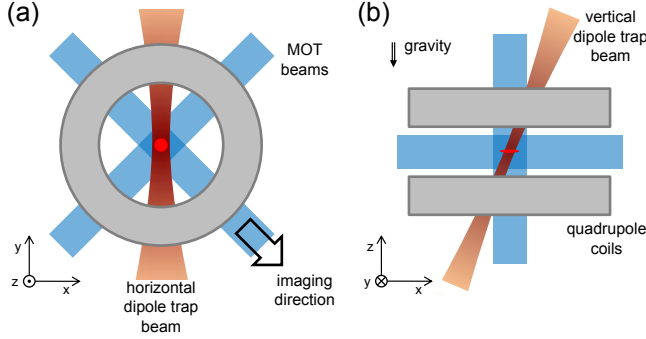 (a)
MOT
beams
y
z
x
horizontal
dipole trap
beam
imaging
direction
(b)
gravity
vertical
dipole trap
beam
z
y
x
quadrupole
coils